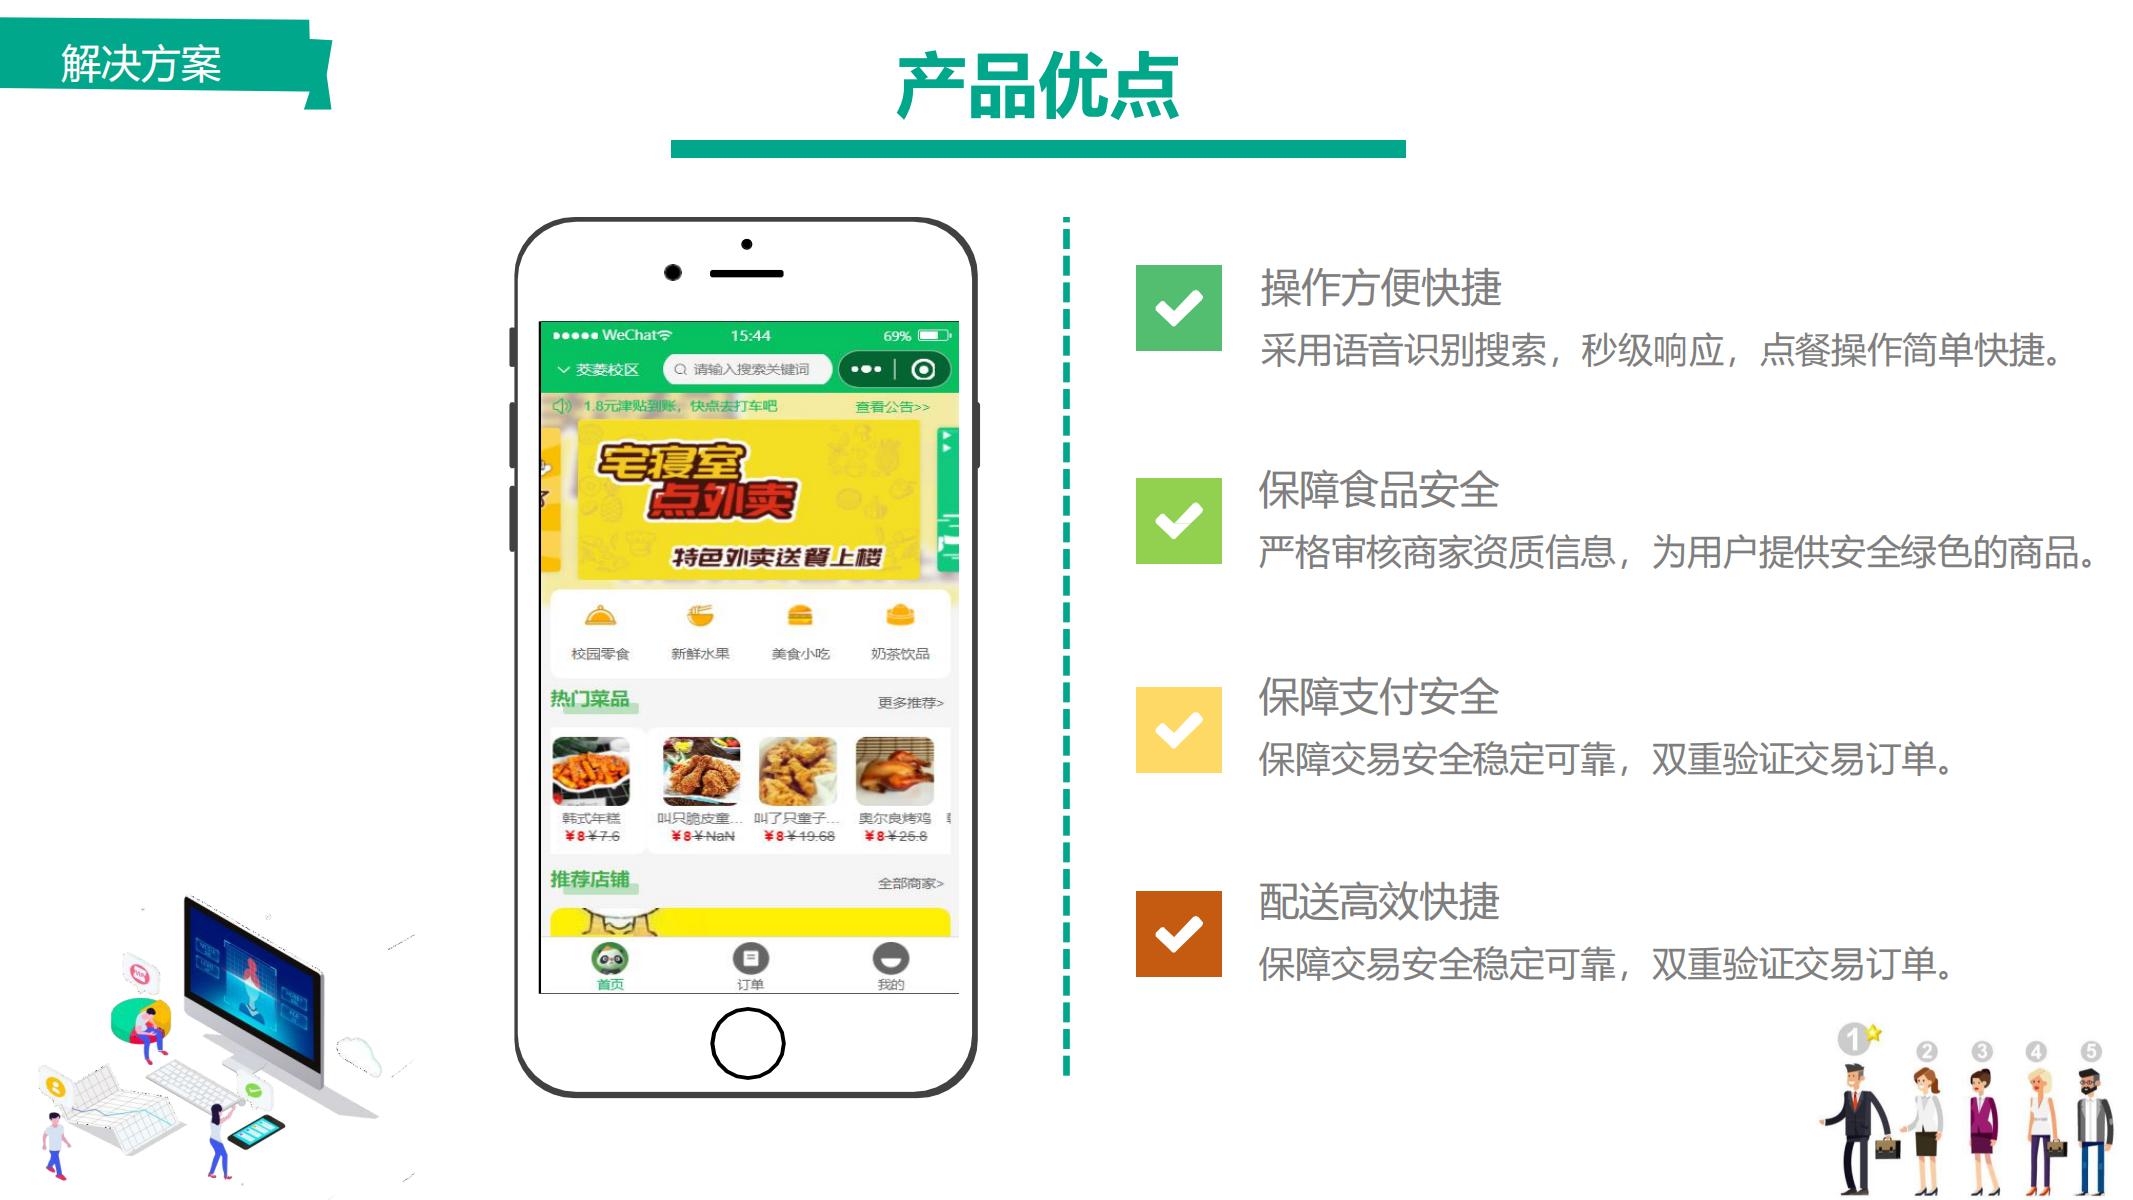 解决方案
产品优点
●●●●● WeChat 15:44 69%
葵菱校区 请输入搜索关键词
1.8元津贴到账，快点去打车吧 查看公告>>
宅寝室
点外卖
特色外卖送餐上楼
校园零食 新鲜水果 美食小吃 奶茶饮品
热门菜品 更多推荐>
韩式年糕 叫只脆皮童... 叫了只童子... 奥尔良烤鸡
¥8¥7.6 ¥8¥NaN ¥8¥19.68 ¥8¥25.8
推荐店铺 全部商家>
首页 订单 我的
操作方便快捷
采用语音识别搜索，秒级响应，点餐操作简单快捷。
保障食品安全
严格审核商家资质信息，为用户提供安全绿色的商品。
保障支付安全
保障交易安全稳定可靠，双重验证交易订单。
配送高效快捷
保障交易安全稳定可靠，双重验证交易订单。
1 2 3 4 5